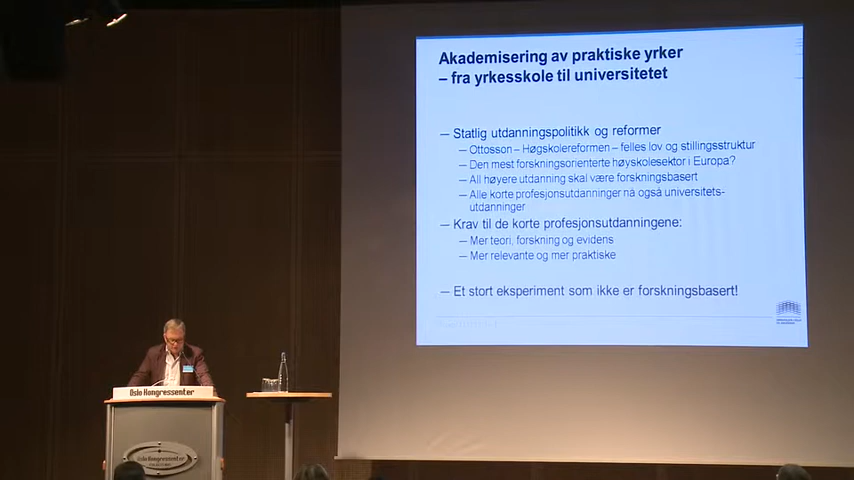 Akademisering av praktiske yrker
– fra yrkesskole til universitetet
– Statlig utdanningspolitikk og reformer
– Ottosson – Høgskolereformen – felles lov og stillingsstruktur
– Den mest forskningsorienterte høyskolesektor i Europa?
– All høyere utdanning skal være forskningsbasert
– Alle korte profesjonsutdanninger nå også universitets-
utdanninger
– Krav til de korte profesjonsutdanningene:
– Mer teori, forskning og evidens
– Mer relevante og mer praktiske
– Et stort eksperiment som ikke er forskningsbasert!
Oslo Kongressenter
Oslo Kongressenter